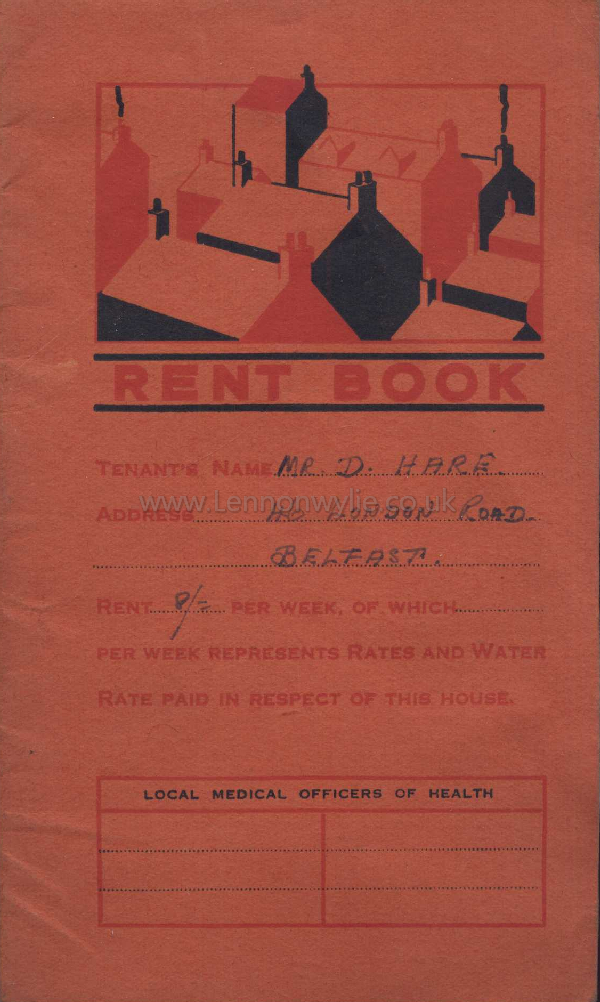 RENT BOOK
TENANT'S NAME MR. D. HARE.
www.Lennonwylie.co.uk
ADDRESS LONDON ROAD.
BELFAST.
RENT 8/= PER WEEK, OF WHICH
PER WEEK REPRESENTS RATES AND WATER
RATE PAID IN RESPECT OF THIS HOUSE.
LOCAL MEDICAL OFFICERS OF HEALTH